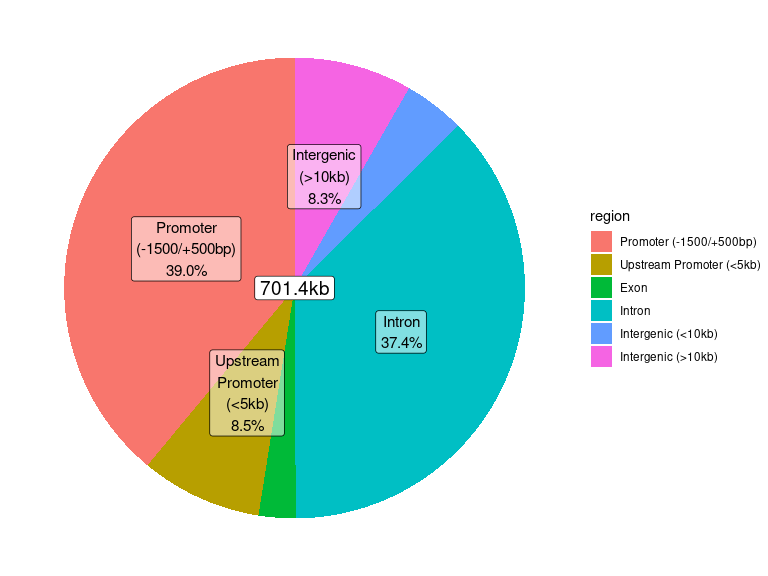 Intergenic
(>10kb)
8.3%
Promoter
(-1500/+500bp)
39.0%
701.4kb
Intron
37.4%
Upstream
Promoter
(<5kb)
8.5%
region
Promoter (-1500/+500bp)
Upstream Promoter (<5kb)
Exon
Intron
Intergenic (<10kb)
Intergenic (>10kb)